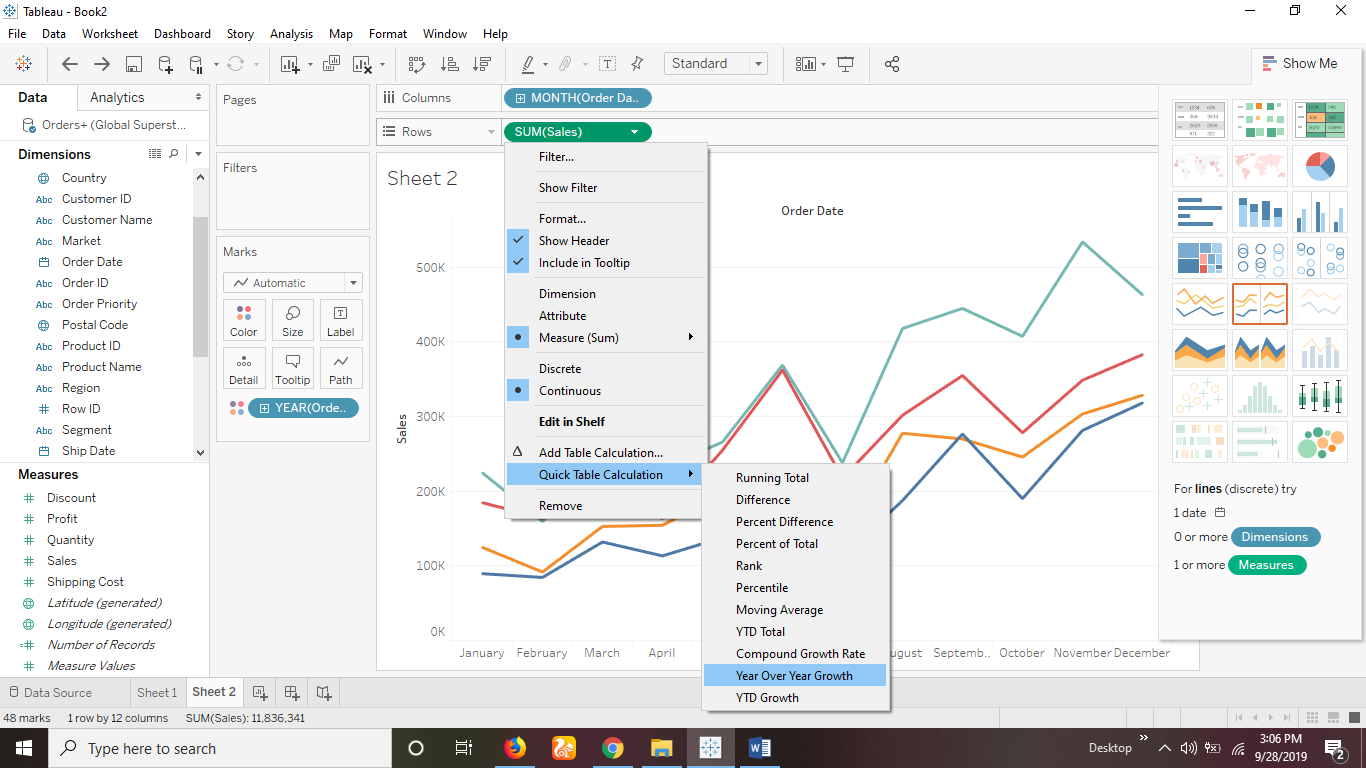 Tableau - Book2
File Data Worksheet Dashboard Story Analysis Map Format Window Help
Standard
Show Me
Data Analytics
Orders+ (Global Superst...
Dimensions
Country
Abc Customer ID
Abc Customer Name
Abc Market
Order Date
Abc Order ID
Abc Order Priority
Postal Code
Abc Product ID
Abc Product Name
Abc Region
# Row ID
Abc Segment
Ship Date
Measures
# Discount
# Profit
# Quantity
# Sales
# Shipping Cost
Latitude (generated)
Longitude (generated)
=# Number of Records
# Measure Values
Pages
Filters
Marks
Automatic
Color Size Label
Detail Tooltip Path
YEAR(Orde..
Columns MONTH(Order Da..
Rows SUM(Sales)
Sheet 2
Order Date
Sales
500K
400K
300K
200K
100K
0K
January February March April ugust Septemb.. October November December
Filter...
Show Filter
Format...
Show Header
Include in Tooltip
Dimension
Attribute
Measure (Sum)
Discrete
Continuous
Edit in Shelf
Add Table Calculation...
Quick Table Calculation
Remove
Running Total
Difference
Percent Difference
Percent of Total
Rank
Percentile
Moving Average
YTD Total
Compound Growth Rate
Year Over Year Growth
YTD Growth
For lines (discrete) try
1 date
0 or more Dimensions
1 or more Measures
Data Source Sheet 1 Sheet 2
48 marks 1 row by 12 columns SUM(Sales): 11,836,341
Type here to search
Desktop
3:06 PM
9/28/2019
2